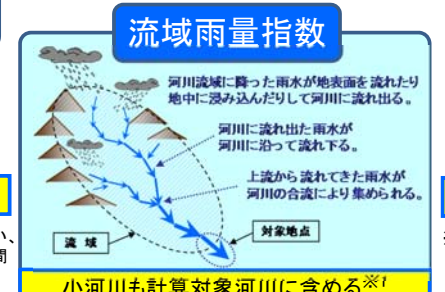 流域雨量指数
河川流域に降った雨水が地表面を流れたり
地中に浸み込んだりして河川に流れ出る。
河川に流れ出た雨水が
河川に沿って流れ下る。
上流から流れてきた雨水が
河川の合流により集められる。
流域
対象地点
い、
間
小河川も計算対象河川に含める※1